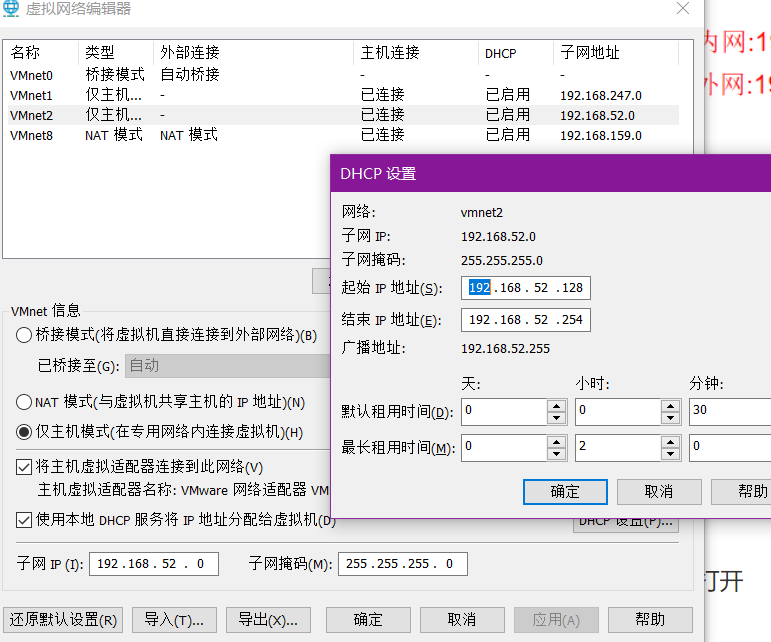 虚拟网络编辑器
名称 类型 外部连接 主机连接 DHCP 子网地址
VMnet0 桥接模式 自动桥接 - - -
VMnet1 仅主机... - 已连接 已启用 192.168.247.0
VMnet2 仅主机... - 已连接 已启用 192.168.52.0
VMnet8 NAT 模式 NAT 模式 已连接 已启用 192.168.159.0
内网:19
外网:19
DHCP 设置
网络: vmnet2
子网 IP: 192.168.52.0
子网掩码: 255.255.255.0
起始 IP 地址(S): 192.168.52.128
结束 IP 地址(E): 192.168.52.254
广播地址: 192.168.52.255
天: 小时: 分钟:
默认租用时间(D): 0 0 30
最长租用时间(M): 0 2 0
确定 取消 帮助
VMnet 信息
桥接模式(将虚拟机直接连接到外部网络)(B)
已桥接至(G): 自动
NAT 模式(与虚拟机共享主机的 IP 地址)(N)
仅主机模式(在专用网络内连接虚拟机)(H)
将主机虚拟适配器连接到此网络(V)
主机虚拟适配器名称: VMware 网络适配器 VM
使用本地 DHCP 服务将 IP 地址分配给虚拟机(D)
DHCP 设置(P)...
子网 IP (I): 192.168.52.0 子网掩码(M): 255.255.255.0
打开
还原默认设置(R) 导入(T)... 导出(X)... 确定 取消 应用(A) 帮助